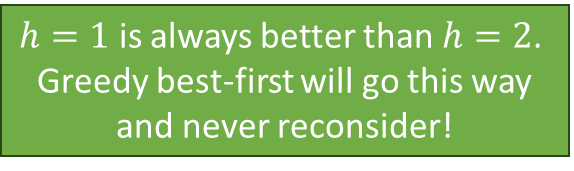 h = 1 is always better than h = 2.
Greedy best-first will go this way
and never reconsider!